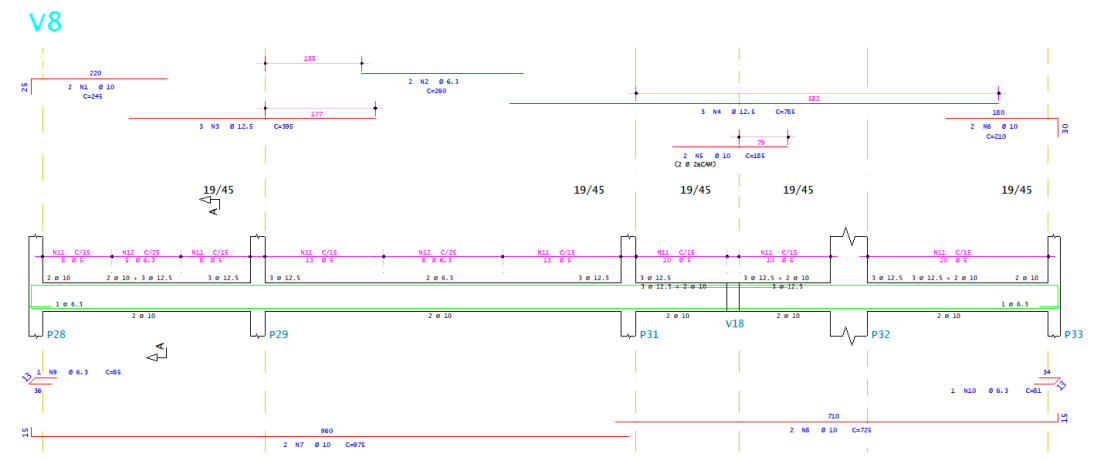 V8
155
220
25
2 N1 Ø 10
C=245
2 N2 Ø 6.3
C=260
177
3 N3 Ø 12.5 C=395
582
3 N4 Ø 12.5 C=785
180
2 N6 Ø 10
C=210
30
79
2 N5 Ø 10 C=185
(2 Ø 2aCAM)
19/45 19/45 19/45 19/45 19/45
A
N11 C/15 N12 C/25 N11 C/15 N11 C/15 N12 C/25 N11 C/15 N11 C/15 N11 C/15 N11 C/15
8 Ø 5 5 Ø 6.3 8 Ø 5 13 Ø 5 8 Ø 6.3 13 Ø 5 10 Ø 5 10 Ø 5 20 Ø 5
2 Ø 10 2 Ø 10 + 3 Ø 12.5 3 Ø 12.5 3 Ø 12.5 2 Ø 6.3 3 Ø 12.5 3 Ø 12.5 3 Ø 12.5 + 2 Ø 10 3 Ø 12.5 3 Ø 12.5 + 2 Ø 10 2 Ø 10
3 Ø 12.5 + 2 Ø 10 3 Ø 12.5
1 Ø 6.3 1 Ø 6.3
2 Ø 10 2 Ø 10 2 Ø 10 2 Ø 10 2 Ø 10
P28 P29 P31 V18 P32 P33
A
1 N9 Ø 6.3 C=85
13
36
34
1 N10 Ø 6.3 C=81
13
710
15
2 N8 Ø 10 C=725
960
15
2 N7 Ø 10 C=975